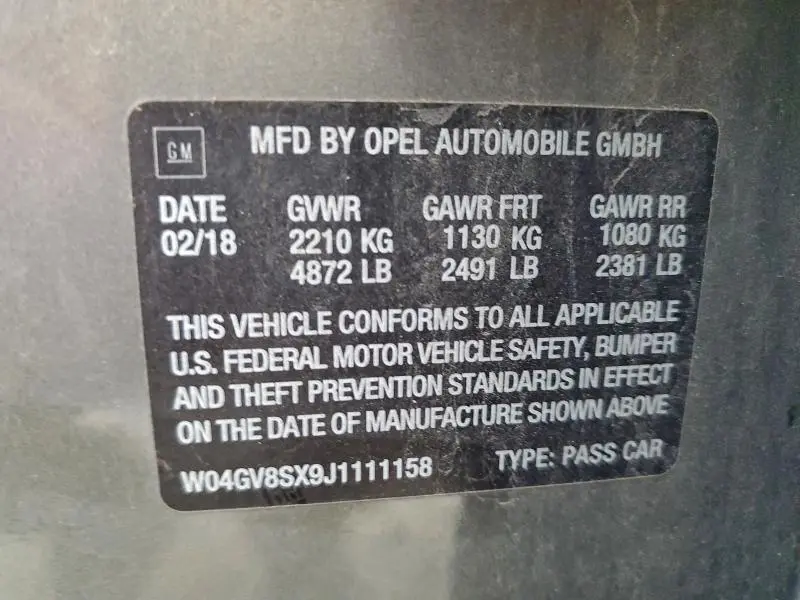 GM
MFD BY OPEL AUTOMOBILE GMBH
DATE GVWR GAWR FRT GAWR RR
02/18 2210 KG 1130 KG 1080 KG
4872 LB 2491 LB 2381 LB
THIS VEHICLE CONFORMS TO ALL APPLICABLE
U.S. FEDERAL MOTOR VEHICLE SAFETY, BUMPER
AND THEFT PREVENTION STANDARDS IN EFFECT
ON THE DATE OF MANUFACTURE SHOWN ABOVE
W04GV8SX9J1111158 TYPE: PASS CAR